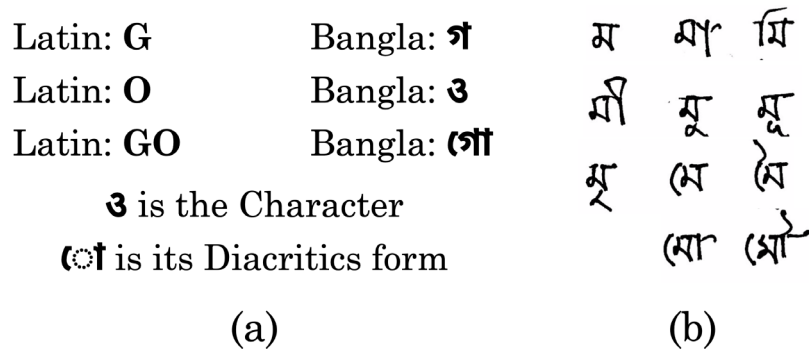 Latin: G Bangla: গ
Latin: O Bangla: ও
Latin: GO Bangla: গো
ও is the Character
ো is its Diacritics form
(a)
ম মা মি
মী মু মূ
মৃ মে মৈ
মো মৌ
(b)